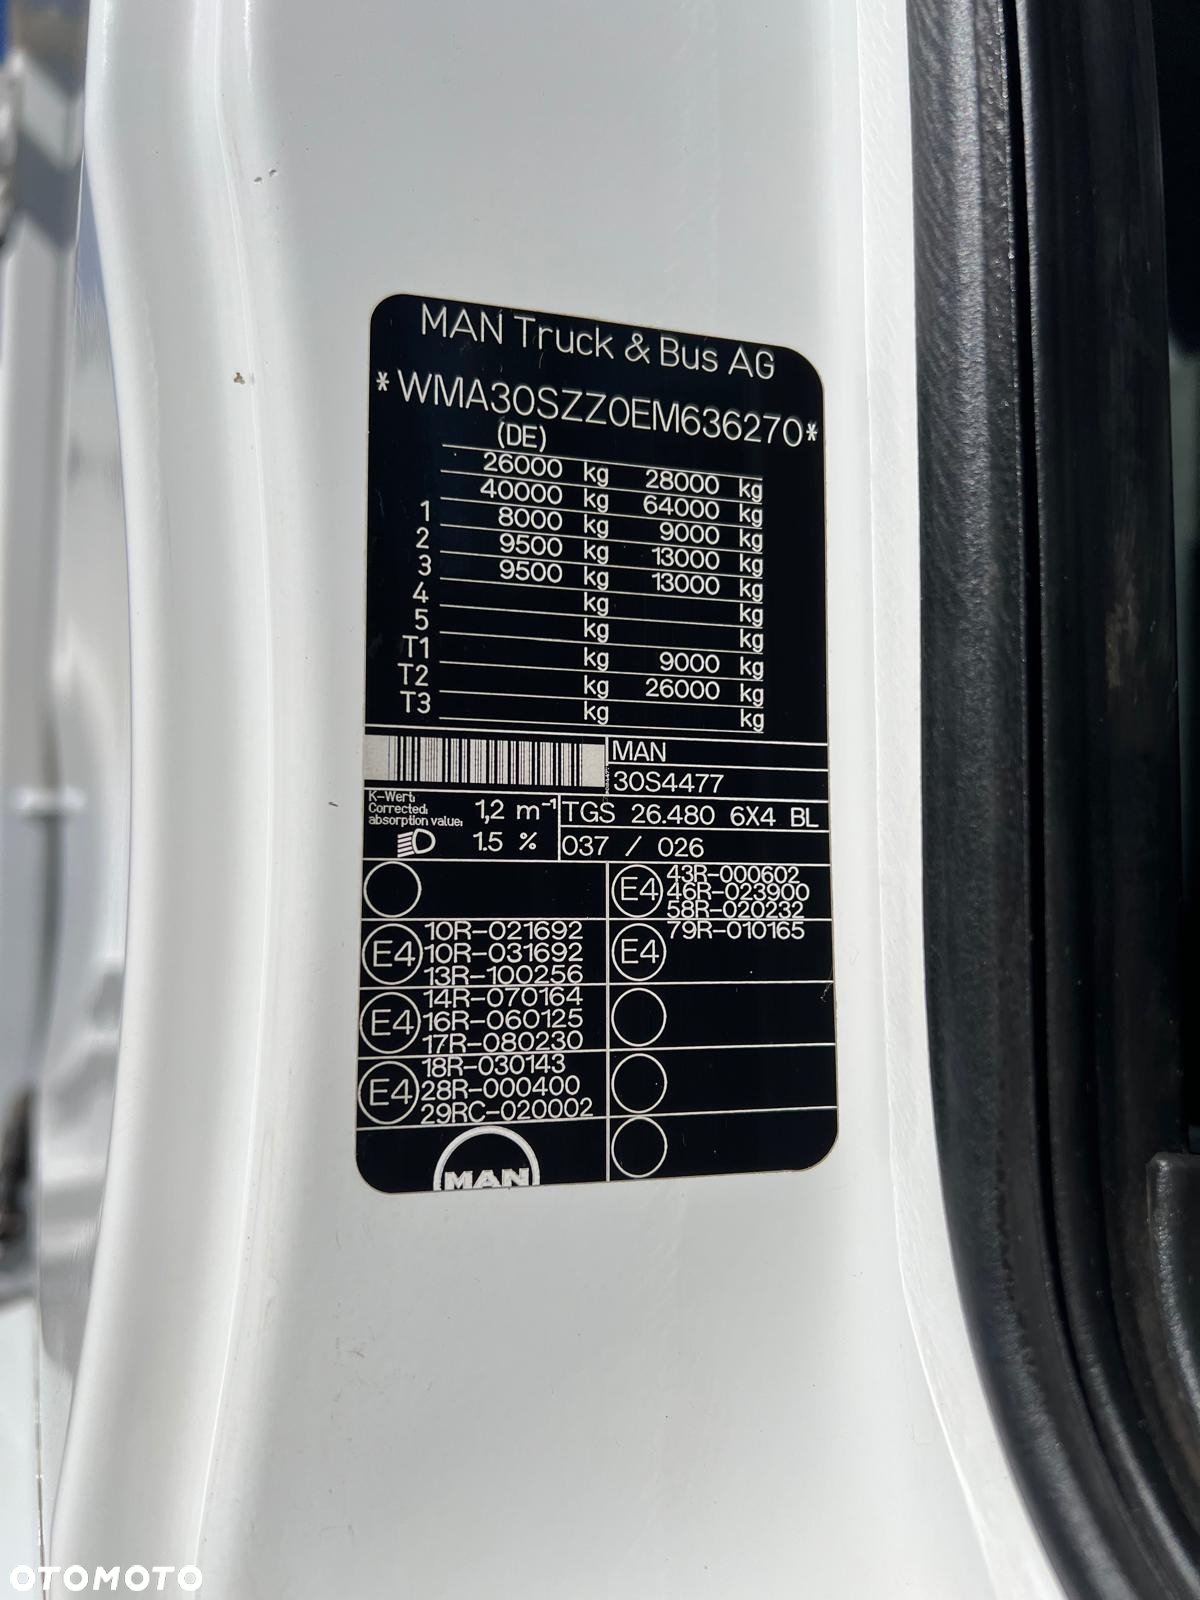 MAN Truck & Bus AG
*WMA30SZZ0EM636270*
(DE)
26000 kg 28000 kg
40000 kg 64000 kg
1 8000 kg 9000 kg
2 9500 kg 13000 kg
3 9500 kg 13000 kg
4 kg kg
5 kg kg
T1 kg 9000 kg
T2 kg 26000 kg
T3 kg kg
MAN
30S4477
K-Wert:
Corrected:
absorption value: 1,2 m⁻¹
TGS 26.480 6X4 BL
1.5 %
037 / 026
E4 43R-000602
46R-023900
58R-020232
E4 10R-021692
10R-031692
13R-100256
E4 79R-010165
E4 14R-070164
16R-060125
17R-080230
E4 18R-030143
28R-000400
29RC-020002
MAN
OTOMOTO